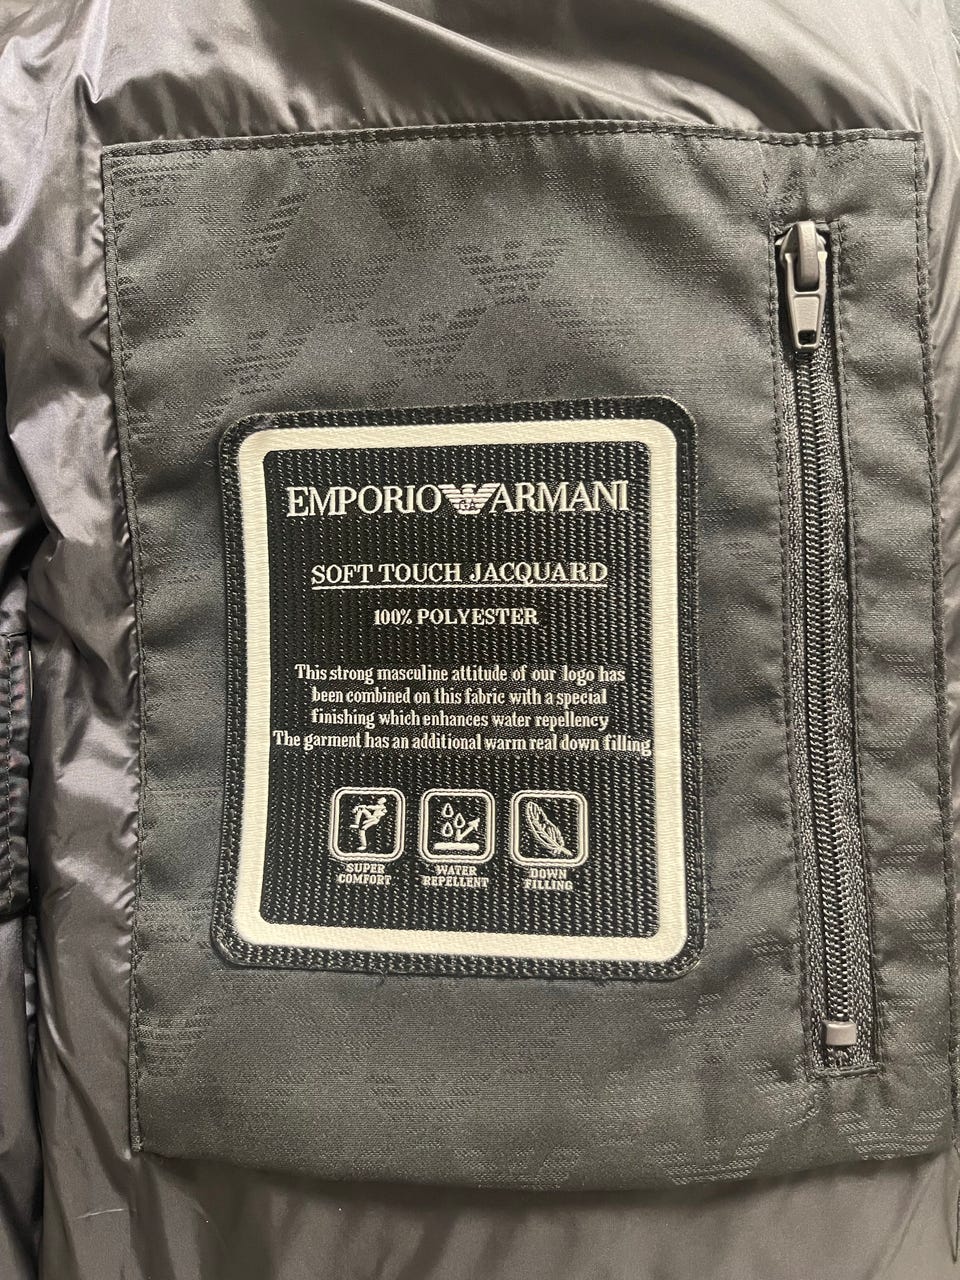 EMPORIO ARMANI
GA
SOFT TOUCH JACQUARD
100% POLYESTER
This strong masculine attitude of our logo has
been combined on this fabric with a special
finishing which enhances water repellency
The garment has an additional warm real down filling
SUPER COMFORT
WATER REPELLENT
DOWN FILLING